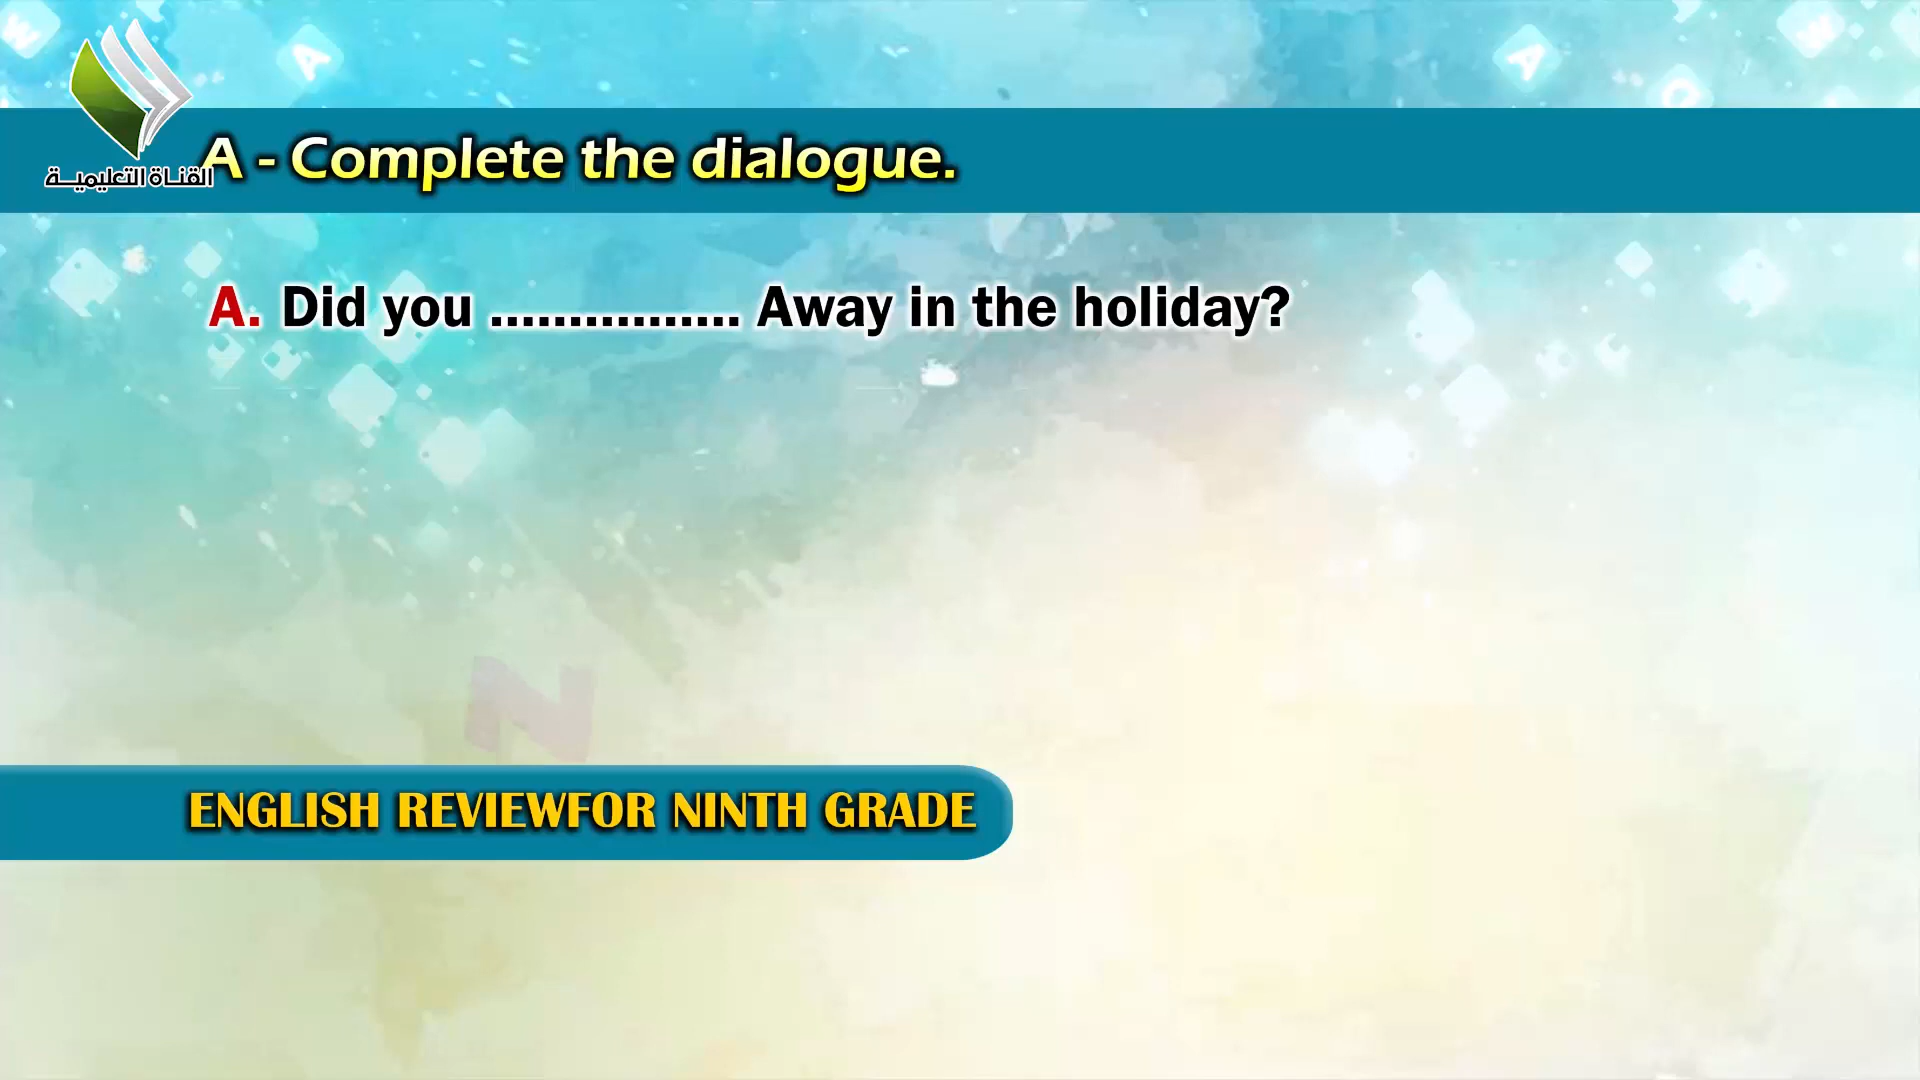 A - Complete the dialogue.
القناة التعليمية
A. Did you ................ Away in the holiday?
N
ENGLISH REVIEWFOR NINTH GRADE